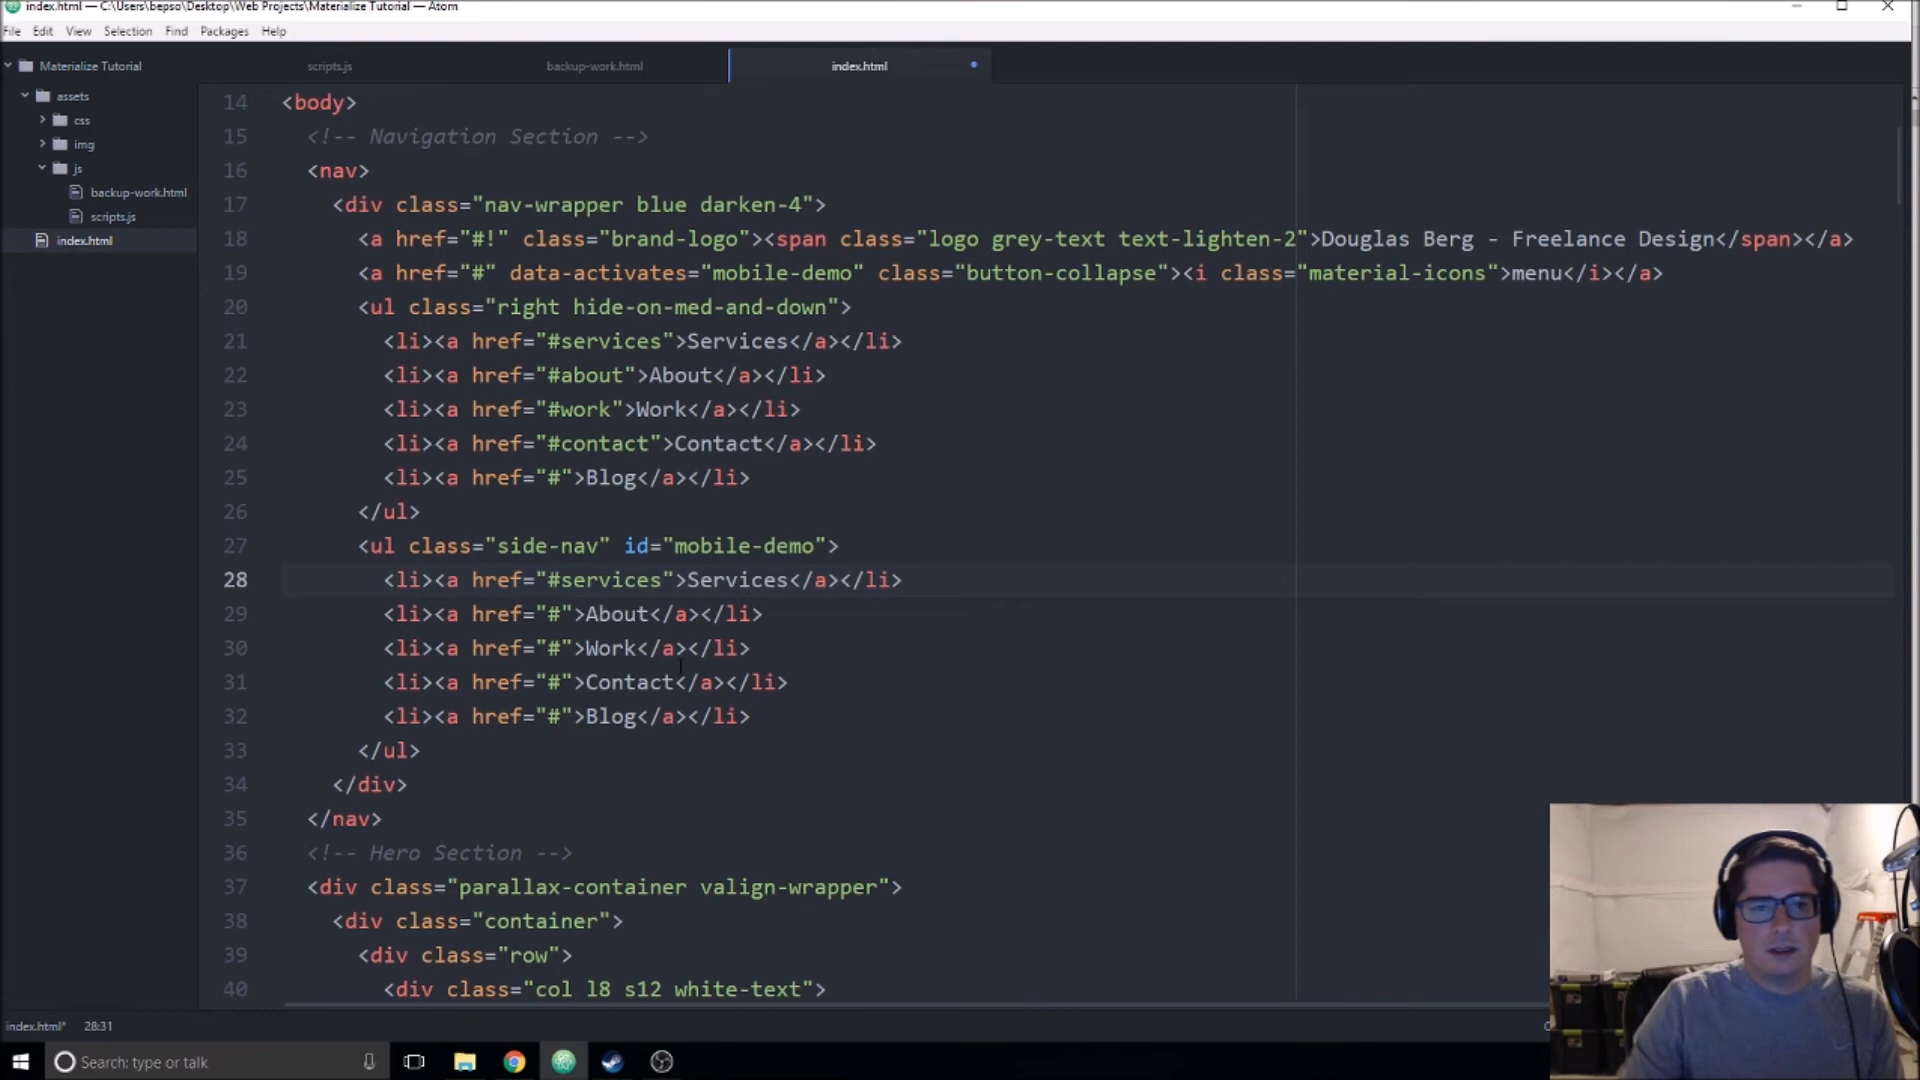 index.html — C:\Users\bepso\Desktop\Web Projects\Materialize Tutorial — Atom
File Edit View Selection Find Packages Help
Materialize Tutorial
assets
css
img
js
backup-work.html
scripts.js
index.html
scripts.js backup-work.html index.html
14 <body>
15 <!-- Navigation Section -->
16 <nav>
17 <div class="nav-wrapper blue darken-4">
18 <a href="#!" class="brand-logo"><span class="logo grey-text text-lighten-2">Douglas Berg - Freelance Design</span></a>
19 <a href="#" data-activates="mobile-demo" class="button-collapse"><i class="material-icons">menu</i></a>
20 <ul class="right hide-on-med-and-down">
21 <li><a href="#services">Services</a></li>
22 <li><a href="#about">About</a></li>
23 <li><a href="#work">Work</a></li>
24 <li><a href="#contact">Contact</a></li>
25 <li><a href="#">Blog</a></li>
26 </ul>
27 <ul class="side-nav" id="mobile-demo">
28 <li><a href="#services">Services</a></li>
29 <li><a href="#">About</a></li>
30 <li><a href="#">Work</a></li>
31 <li><a href="#">Contact</a></li>
32 <li><a href="#">Blog</a></li>
33 </ul>
34 </div>
35 </nav>
36 <!-- Hero Section -->
37 <div class="parallax-container valign-wrapper">
38 <div class="container">
39 <div class="row">
40 <div class="col l8 s12 white-text">
index.html* 28:31
Search: type or talk